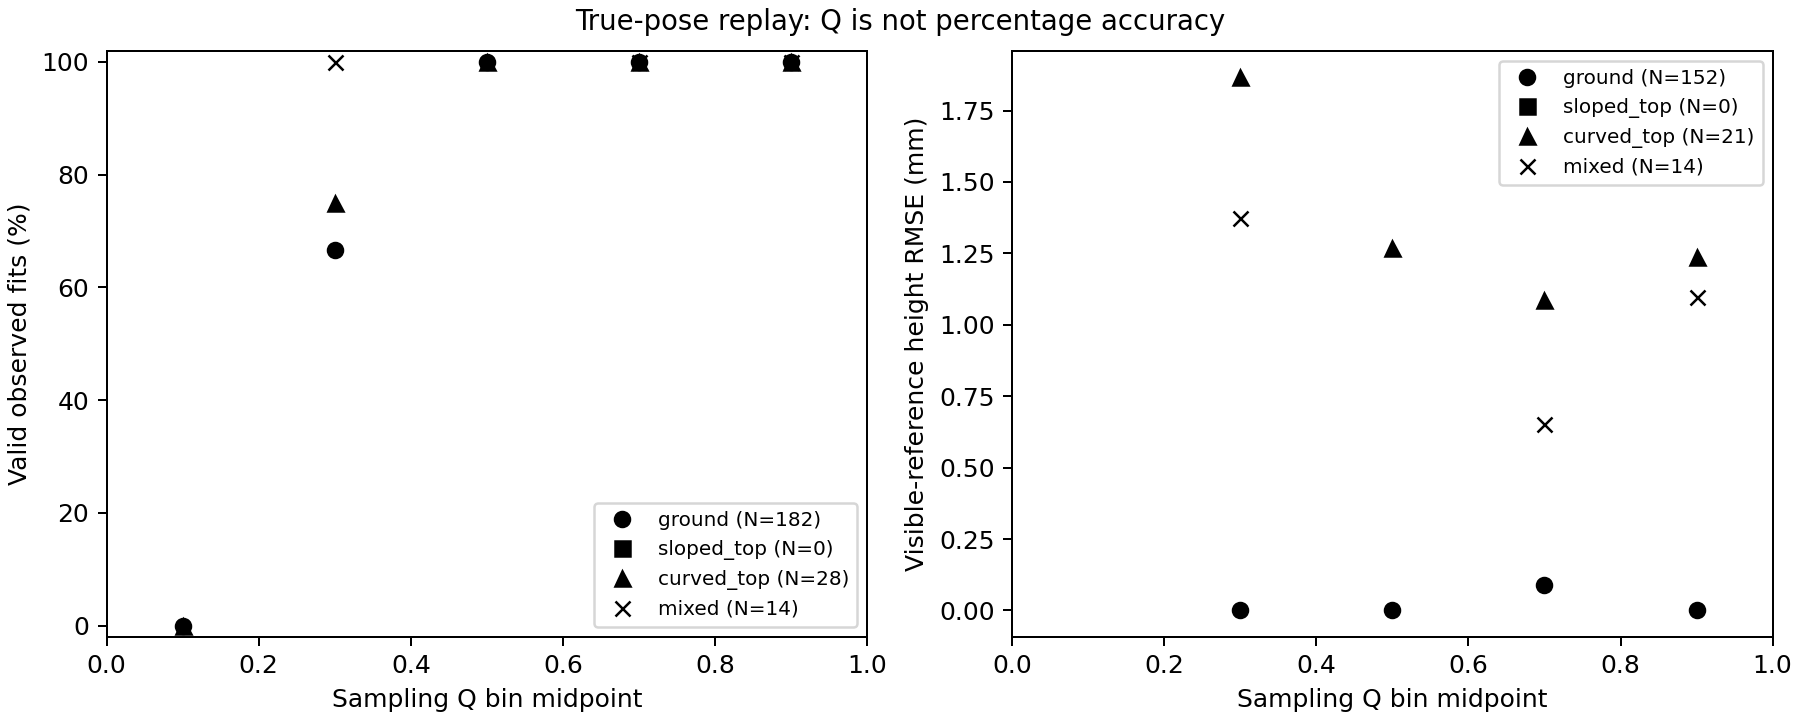 True-pose replay: Q is not percentage accuracy
Valid observed fits (%)
100
80
60
40
20
0
0.0 0.2 0.4 0.6 0.8 1.0
Sampling Q bin midpoint
ground (N=182)
sloped_top (N=0)
curved_top (N=28)
mixed (N=14)
Visible-reference height RMSE (mm)
1.75
1.50
1.25
1.00
0.75
0.50
0.25
0.00
0.0 0.2 0.4 0.6 0.8 1.0
Sampling Q bin midpoint
ground (N=152)
sloped_top (N=0)
curved_top (N=21)
mixed (N=14)